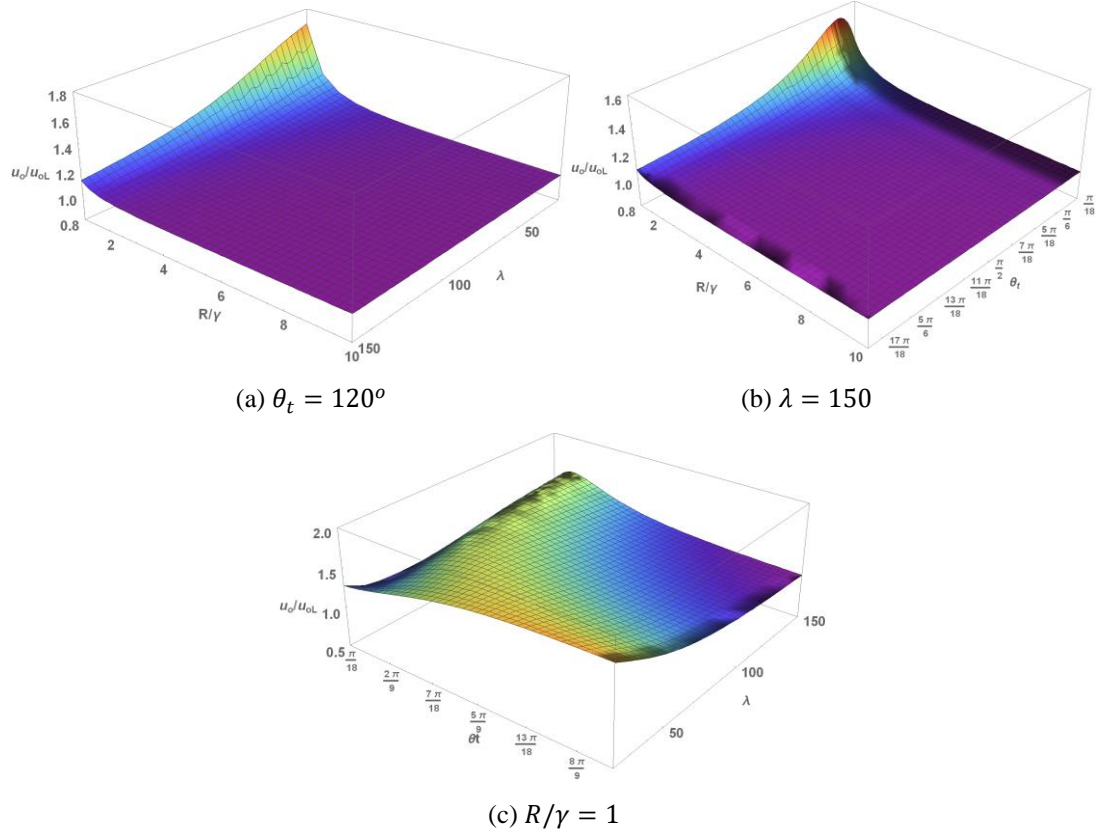 1.8
1.6
1.4
u_o/u_oL 1.2
1.0
0.8
2
4
6
8
10
R/γ
50
100
150
λ
(a) θ_t = 120^o
1.6
1.4
u_o/u_oL 1.2
1.0
0.8
2
4
6
8
10
R/γ
π/18
π/6
5π/18
7π/18
π/2
11π/18
13π/18
5π/6
17π/18
θ_t
(b) λ = 150
2.0
1.5
u_o/u_oL 1.0
0.5
π/18
2π/9
7π/18
5π/9
13π/18
8π/9
θt
150
100
50
λ
(c) R/γ = 1